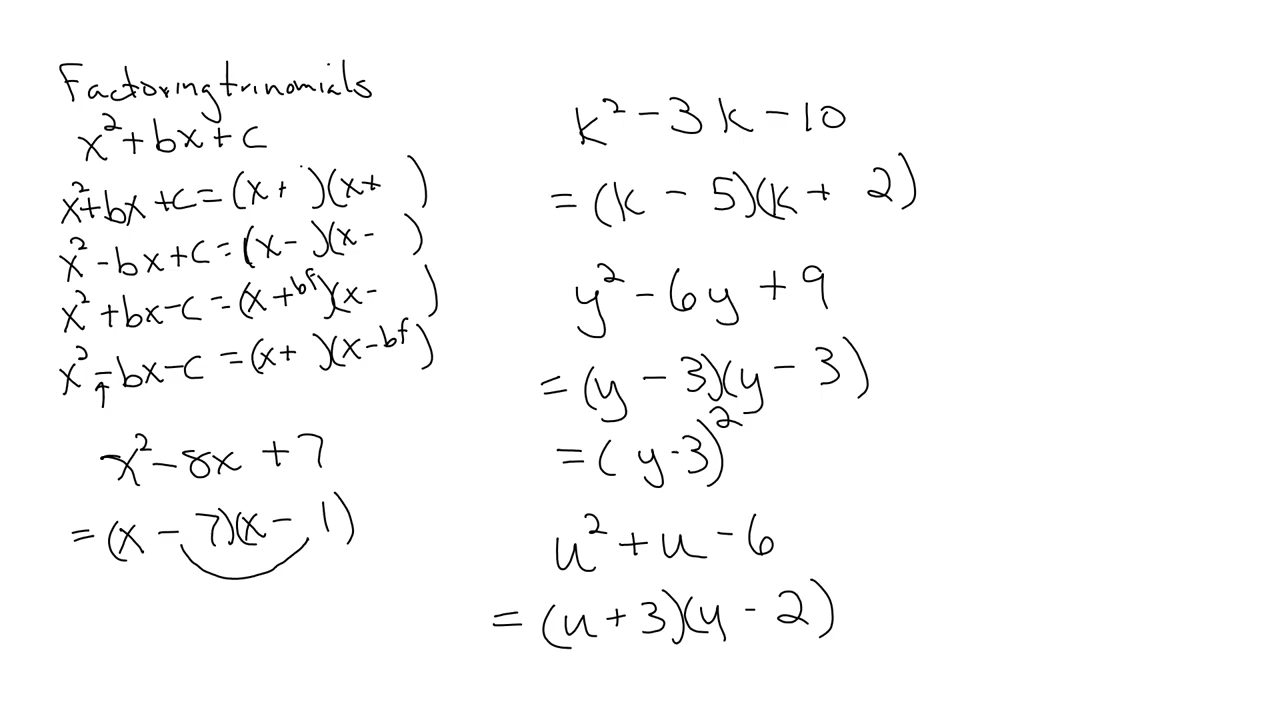 Factoring trinomials
x² + bx + c
x² + bx + c = (x + )(x + )
x² - bx + c = (x - )(x - )
x² + bx - c = (x + bf)(x - )
x² - bx - c = (x + )(x - bf)
↑
x² - 8x + 7
= (x - 7)(x - 1)
k² - 3k - 10
= (k - 5)(k + 2)
y² - 6y + 9
= (y - 3)(y - 3)
= (y - 3)²
u² + u - 6
= (u + 3)(y - 2)